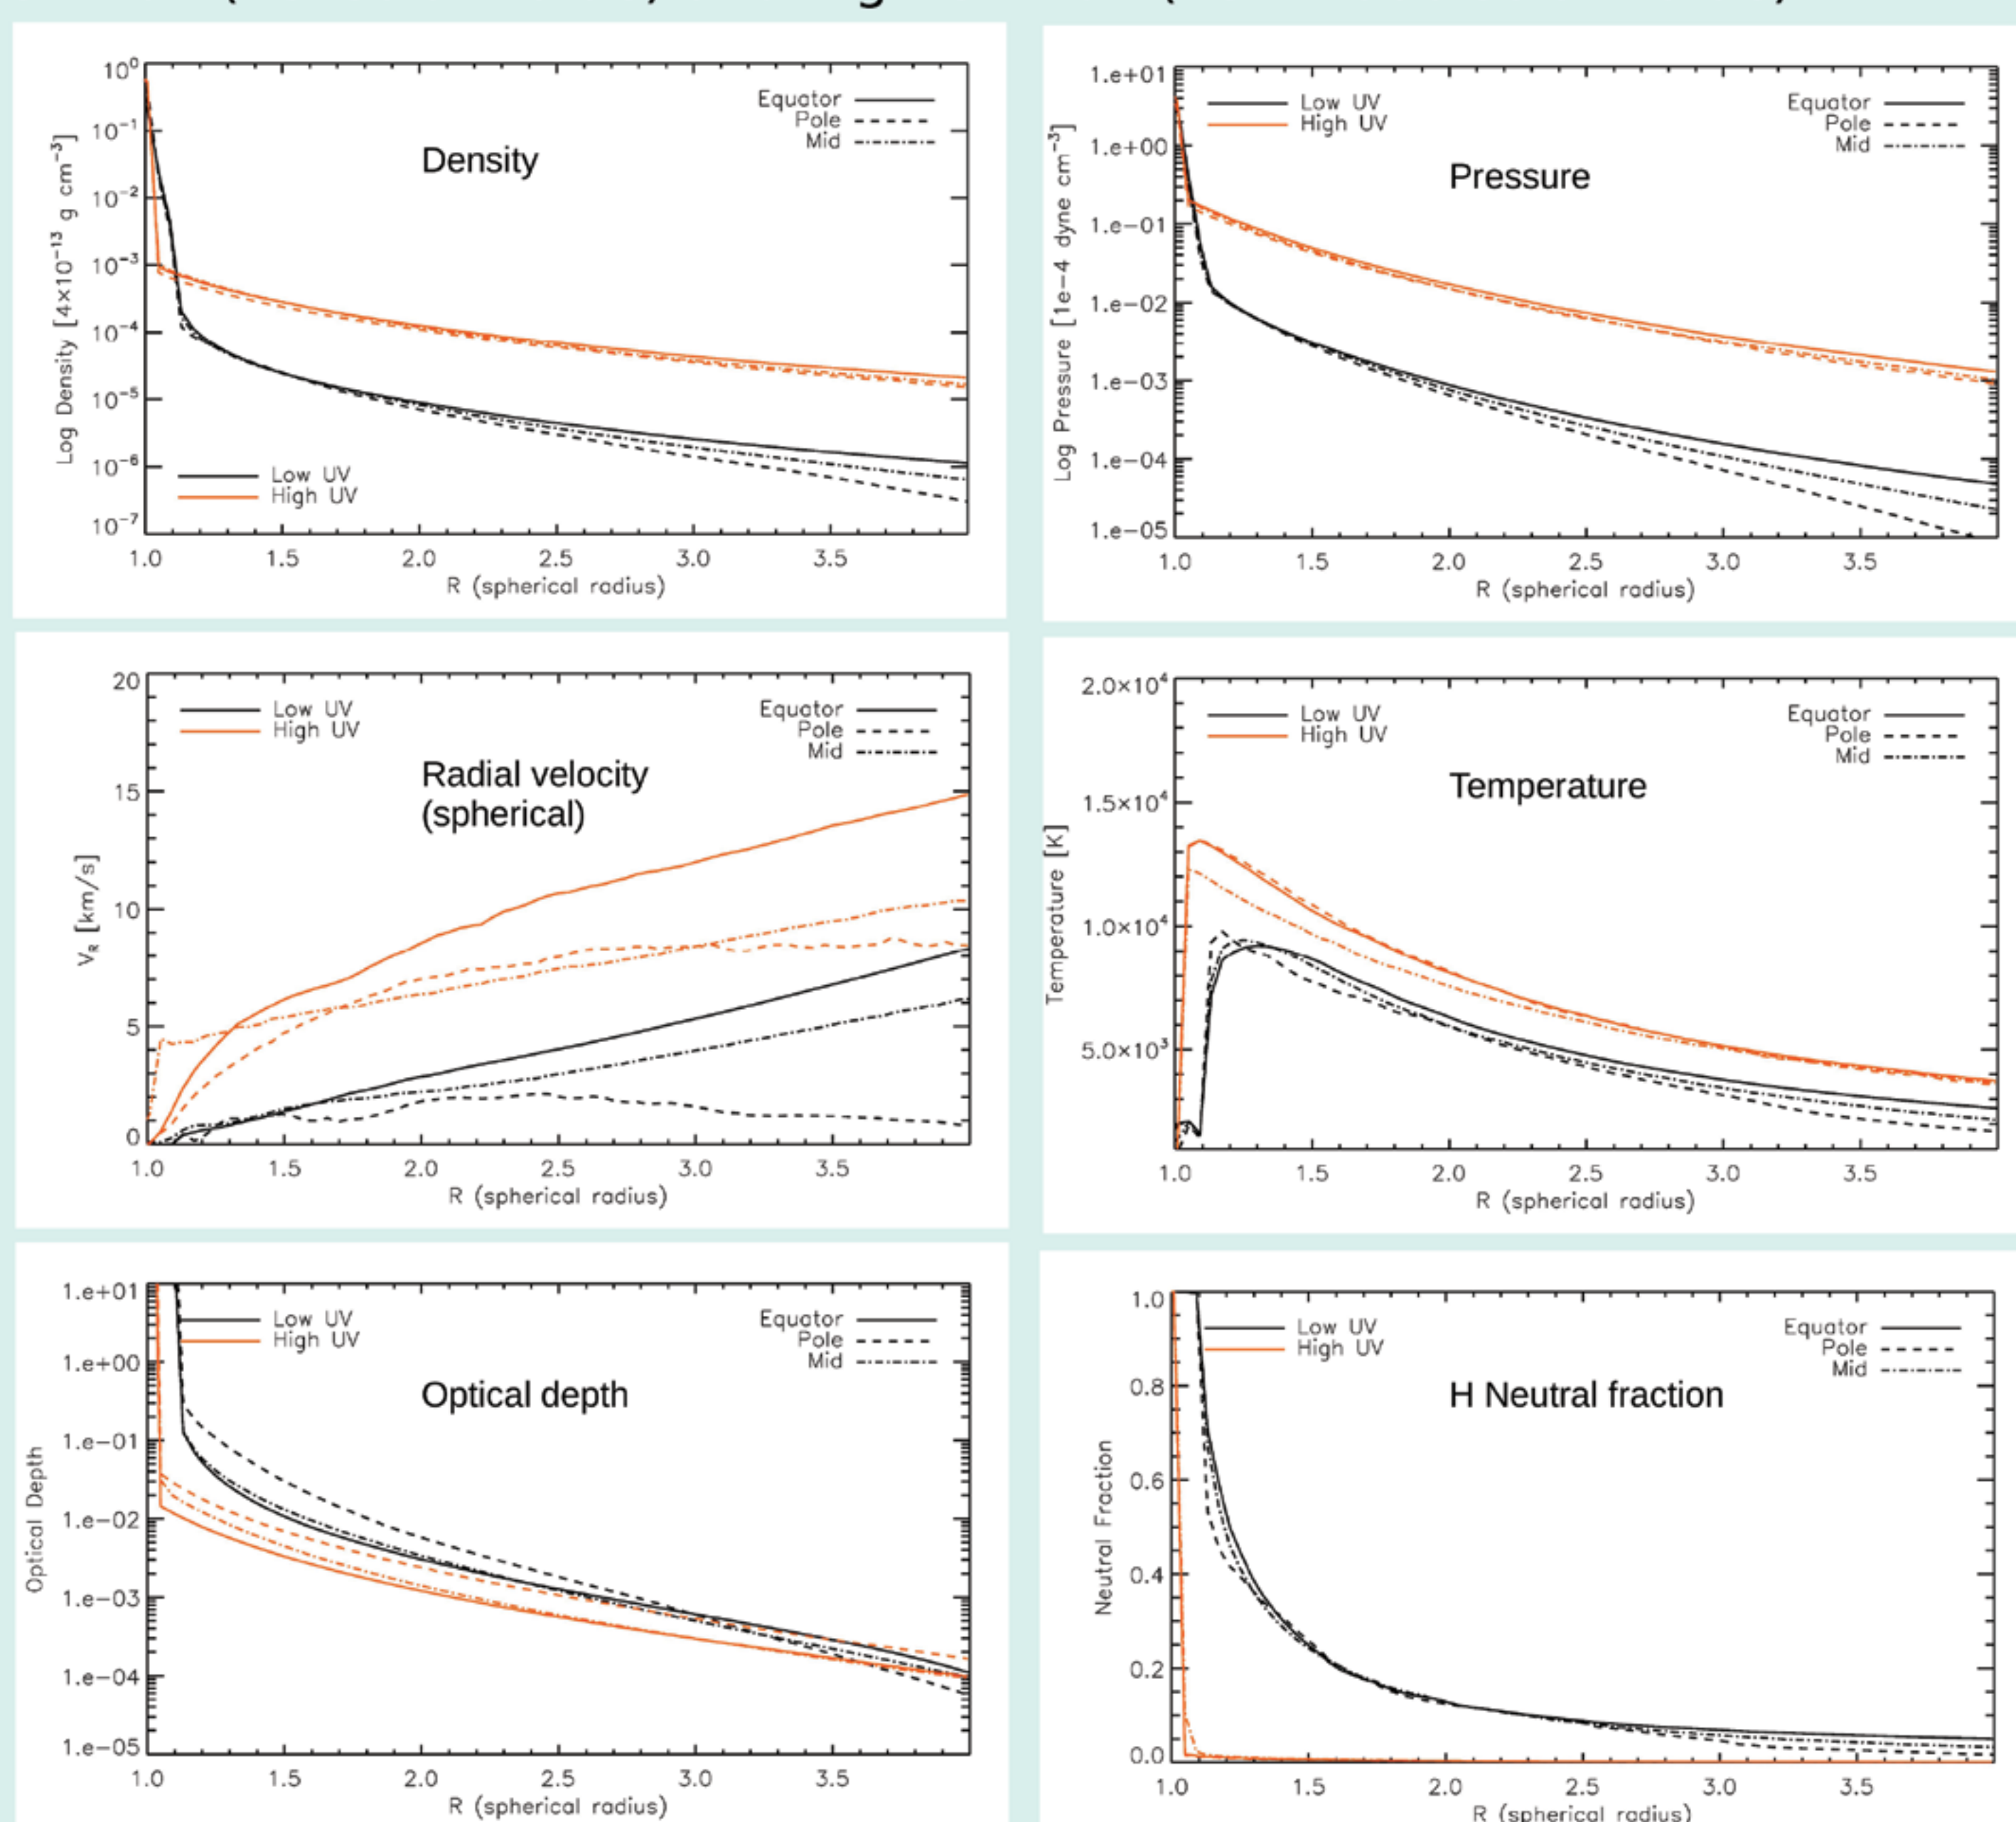 10⁰
10⁻¹
10⁻²
10⁻³
10⁻⁴
10⁻⁵
10⁻⁶
10⁻⁷
Log Density [4×10⁻¹³ g cm⁻³]
Equator
Pole
Mid
Density
Low UV
High UV
1.0 1.5 2.0 2.5 3.0 3.5
R (spherical radius)
1.e+01
1.e+00
1.e−01
1.e−02
1.e−03
1.e−04
1.e−05
Log Pressure [1e−4 dyne cm⁻³]
Low UV
High UV
Equator
Pole
Mid
Pressure
1.0 1.5 2.0 2.5 3.0 3.5
R (spherical radius)
20
15
10
5
0
V_R [km/s]
Low UV
High UV
Equator
Pole
Mid
Radial velocity
(spherical)
1.0 1.5 2.0 2.5 3.0 3.5
R (spherical radius)
2.0×10⁴
1.5×10⁴
1.0×10⁴
5.0×10³
Temperature [K]
Low UV
High UV
Equator
Pole
Mid
Temperature
1.0 1.5 2.0 2.5 3.0 3.5
R (spherical radius)
1.e+01
1.e+00
1.e−01
1.e−02
1.e−03
1.e−04
1.e−05
Optical Depth
Low UV
High UV
Equator
Pole
Mid
Optical depth
1.0 1.5 2.0 2.5 3.0 3.5
R (spherical radius)
1.0
0.8
0.6
0.4
0.2
0.0
Neutral Fraction
Low UV
High UV
Equator
Pole
Mid
H Neutral fraction
1.0 1.5 2.0 2.5 3.0 3.5
R (spherical radius)